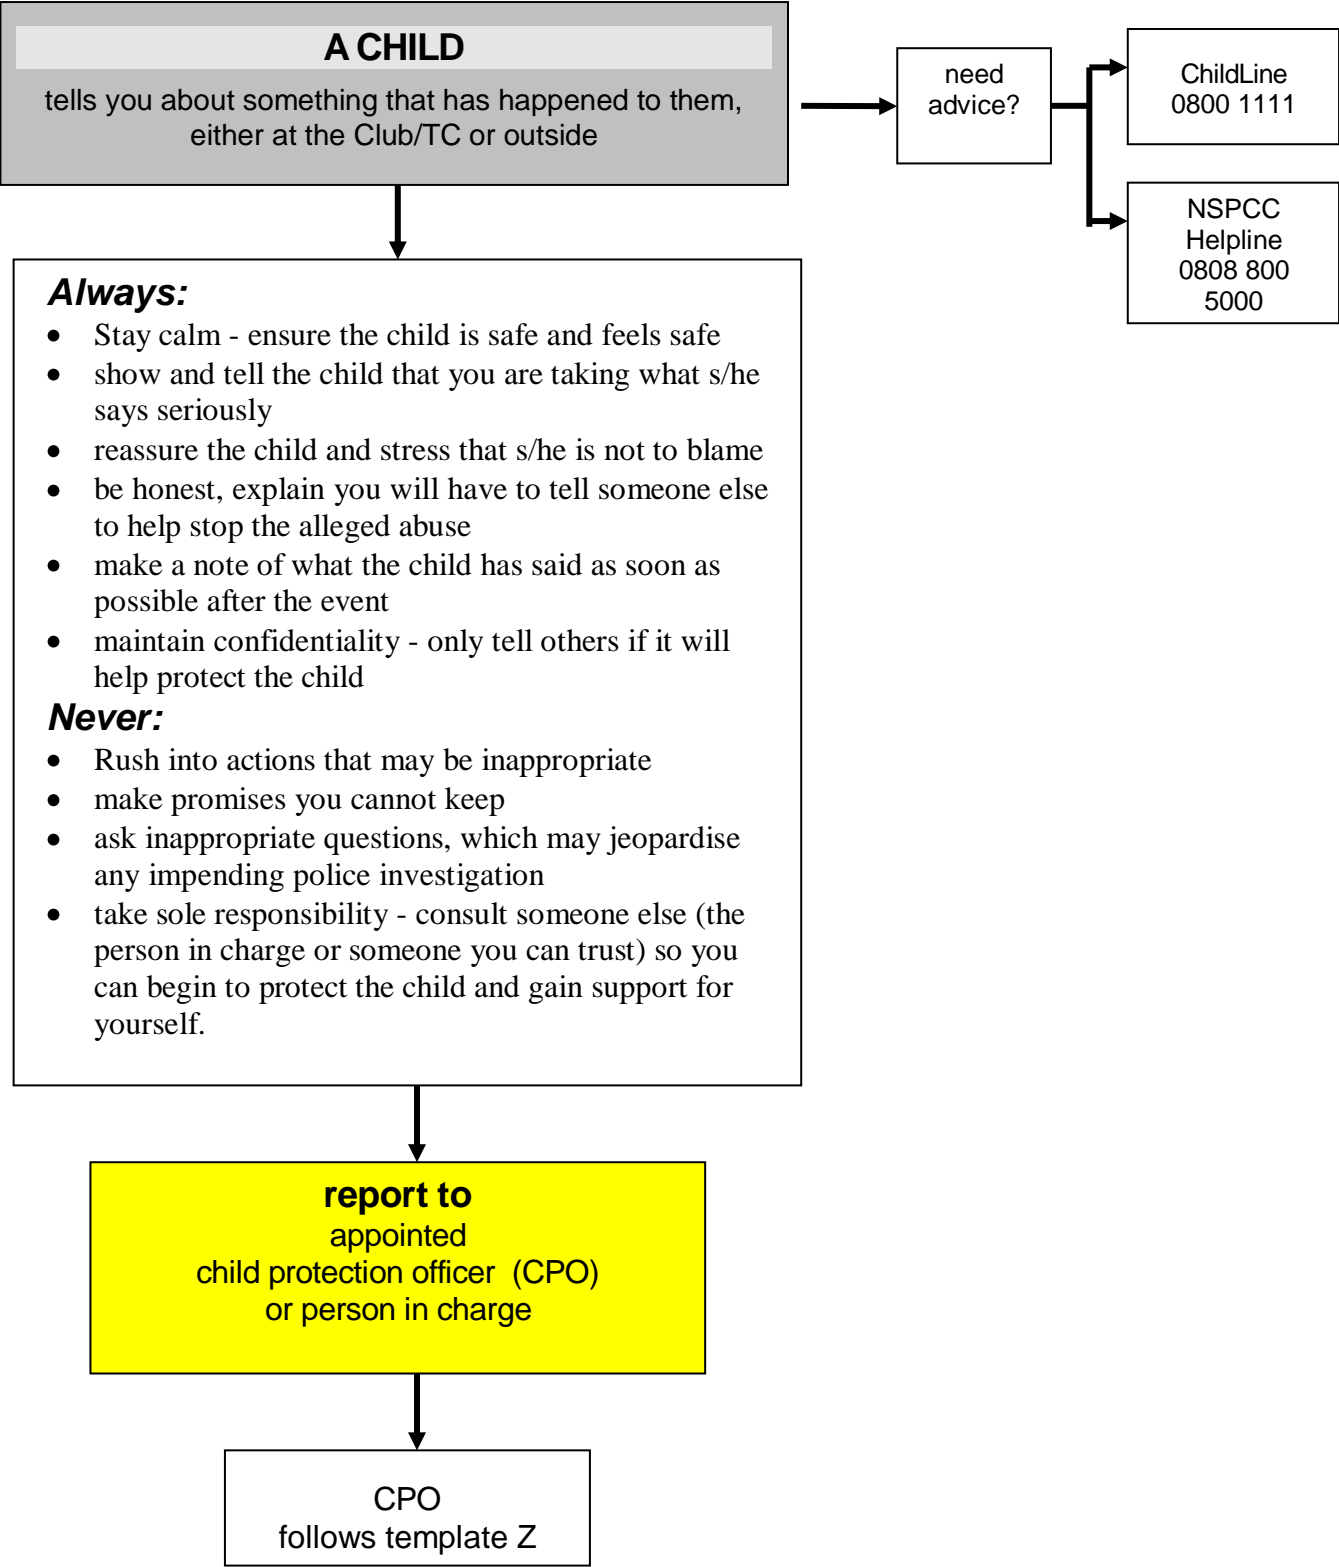 A CHILD
tells you about something that has happened to them,
either at the Club/TC or outside
need
advice?
ChildLine
0800 1111
NSPCC
Helpline
0808 800
5000
Always:
• Stay calm - ensure the child is safe and feels safe
• show and tell the child that you are taking what s/he
says seriously
• reassure the child and stress that s/he is not to blame
• be honest, explain you will have to tell someone else
to help stop the alleged abuse
• make a note of what the child has said as soon as
possible after the event
• maintain confidentiality - only tell others if it will
help protect the child
Never:
• Rush into actions that may be inappropriate
• make promises you cannot keep
• ask inappropriate questions, which may jeopardise
any impending police investigation
• take sole responsibility - consult someone else (the
person in charge or someone you can trust) so you
can begin to protect the child and gain support for
yourself.
report to
appointed
child protection officer (CPO)
or person in charge
CPO
follows template Z